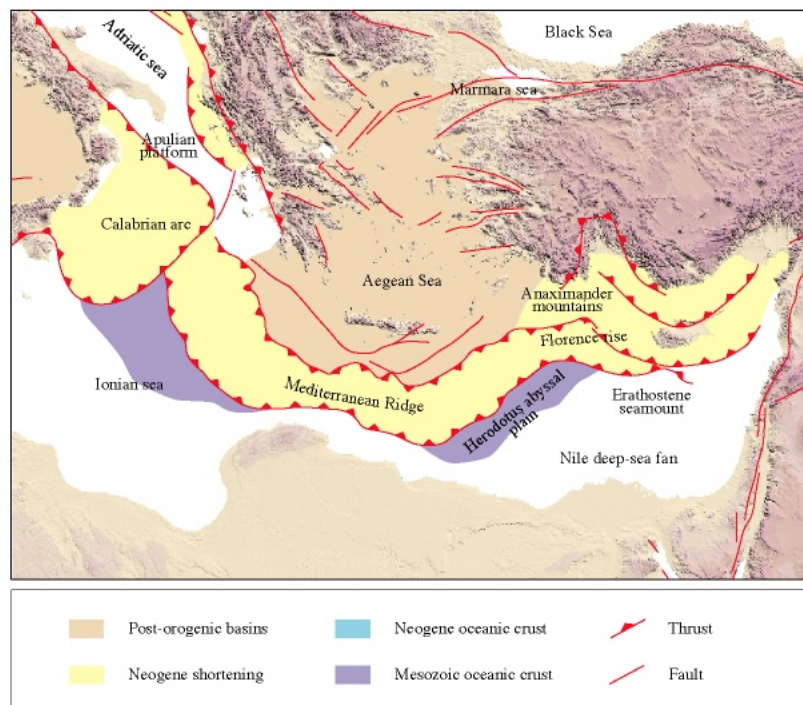 Black Sea
Adriatic sea
Marmara sea
Apulian
platform
Calabrian arc
Aegean Sea
Anaximander
mountains
Florence rise
Ionian sea
Mediterranean Ridge
Herodotus abyssal
plain
Erathostene
seamount
Nile deep-sea fan
Post-orogenic basins
Neogene oceanic crust
Thrust
Neogene shortening
Mesozoic oceanic crust
Fault